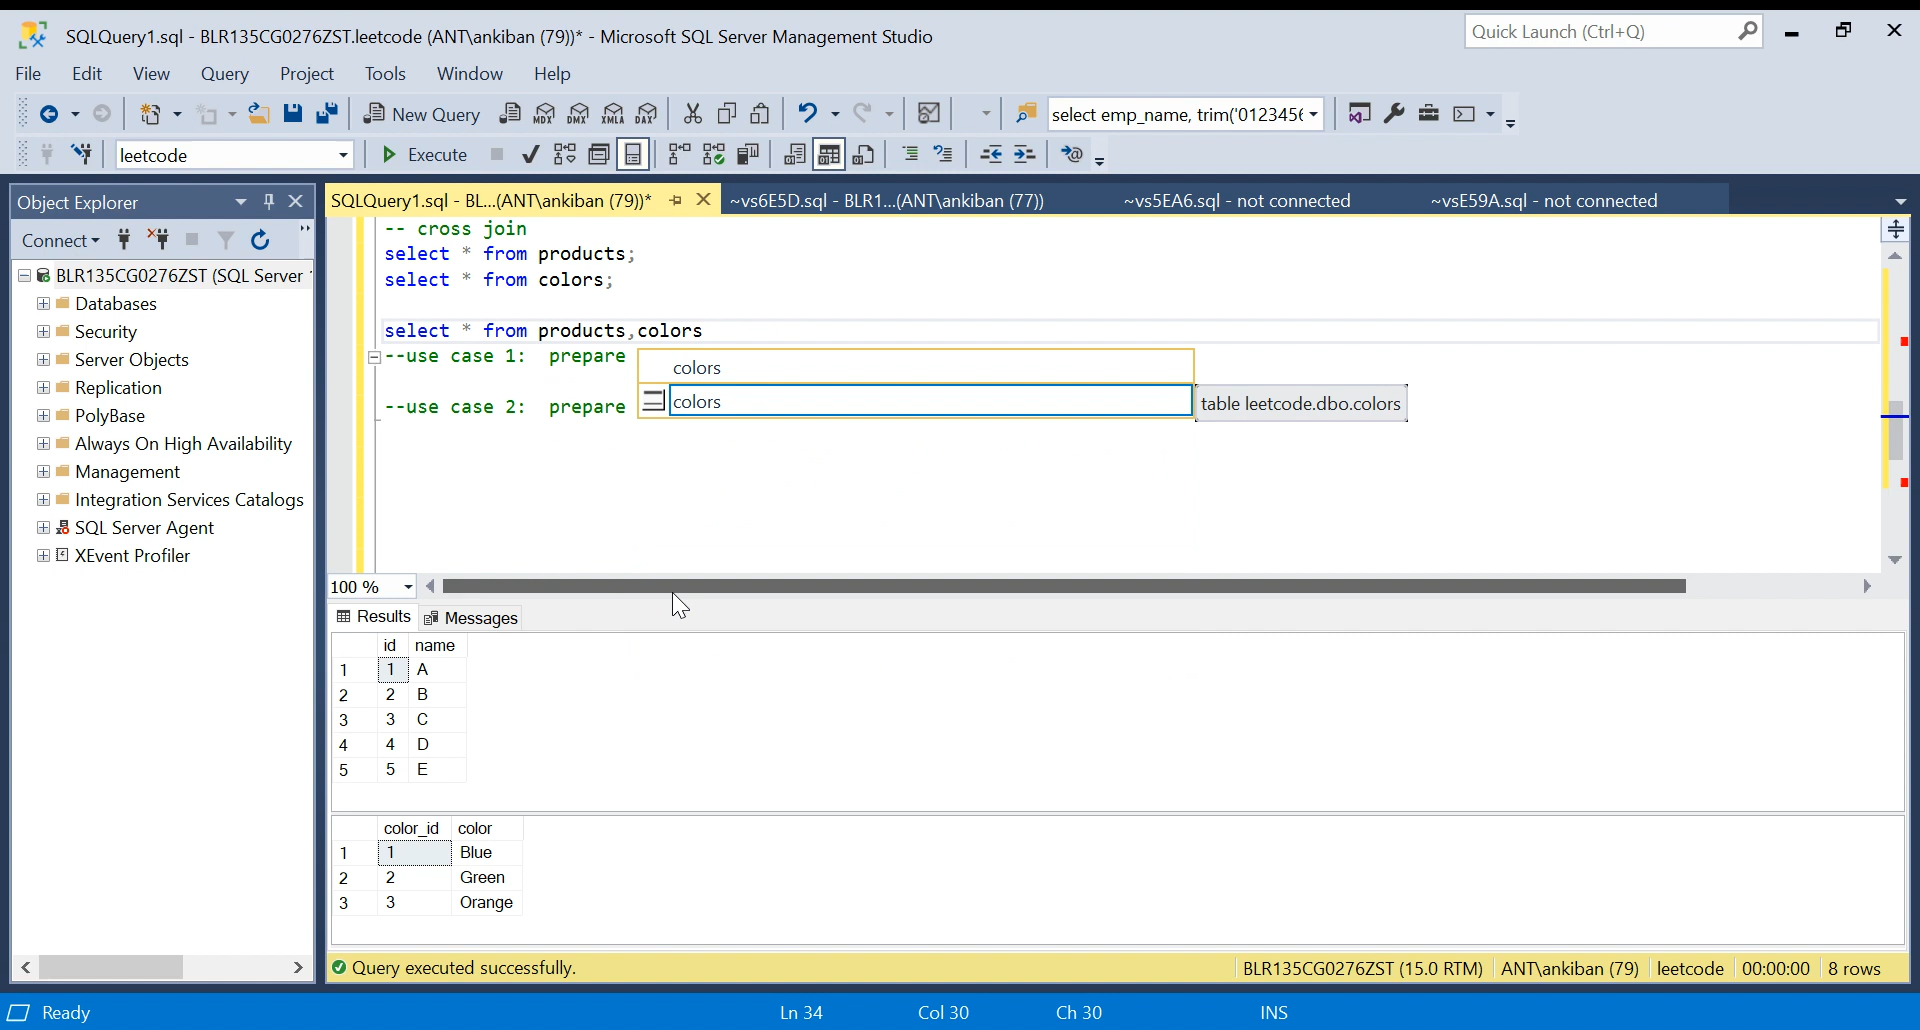 SQLQuery1.sql - BLR135CG0276ZST.leetcode (ANT\ankiban (79))* - Microsoft SQL Server Management Studio
Quick Launch (Ctrl+Q)
File Edit View Query Project Tools Window Help
New Query MDX DMX XMLA DAX select emp_name, trim('0123456
leetcode Execute
Object Explorer
SQLQuery1.sql - BL...(ANT\ankiban (79))* ~vs6E5D.sql - BLR1...(ANT\ankiban (77)) ~vs5EA6.sql - not connected ~vsE59A.sql - not connected
Connect
BLR135CG0276ZST (SQL Server
Databases
Security
Server Objects
Replication
PolyBase
Always On High Availability
Management
Integration Services Catalogs
SQL Server Agent
XEvent Profiler
-- cross join
select * from products;
select * from colors;
select * from products,colors
--use case 1: prepare
colors
--use case 2: prepare
colors
table leetcode.dbo.colors
100 %
Results Messages
id name
1 1 A
2 2 B
3 3 C
4 4 D
5 5 E
color_id color
1 1 Blue
2 2 Green
3 3 Orange
Query executed successfully. BLR135CG0276ZST (15.0 RTM) ANT\ankiban (79) leetcode 00:00:00 8 rows
Ready Ln 34 Col 30 Ch 30 INS